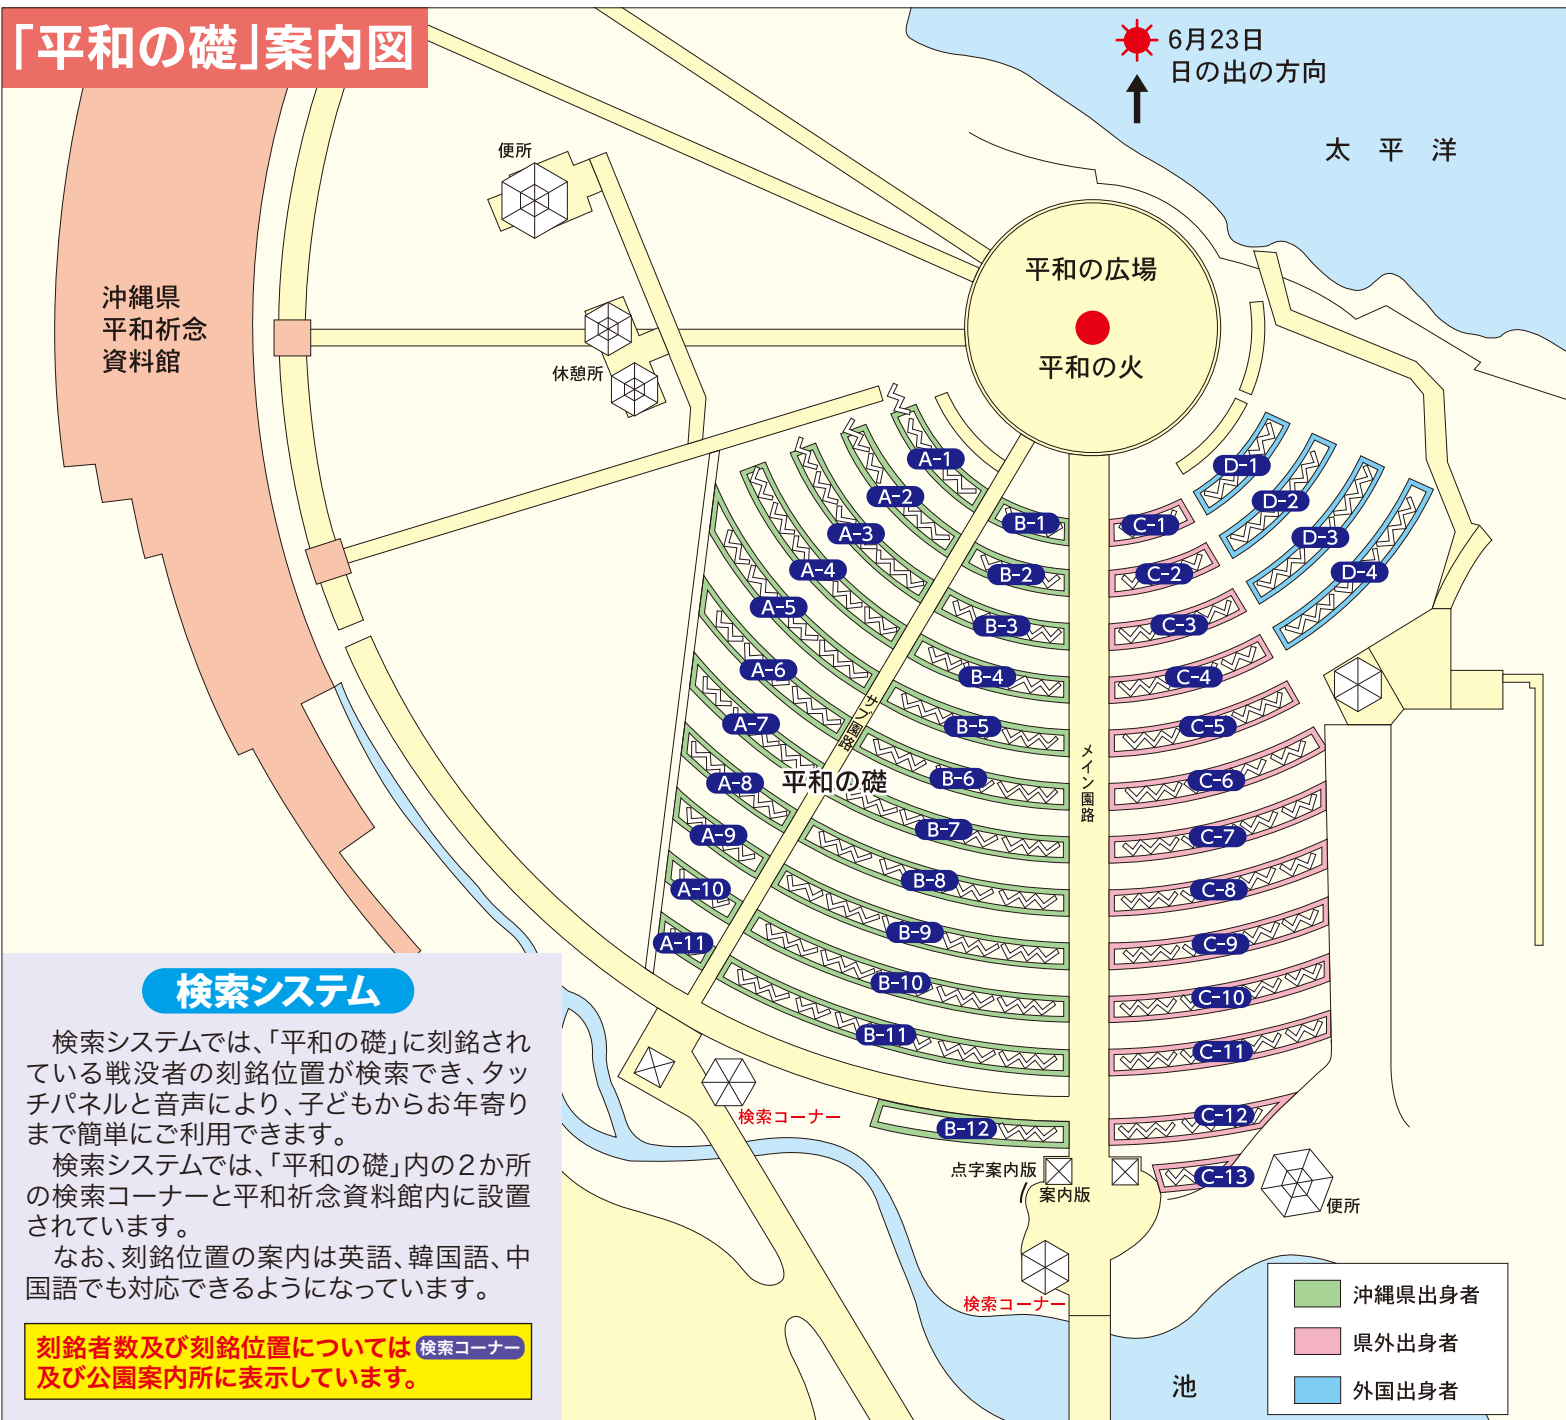 「平和の礎」案内図
6月23日
日の出の方向
太平洋
便所
平和の広場
平和の火
沖縄県
平和祈念
資料館
休憩所
A-1
A-2
A-3
A-4
A-5
A-6
A-7
A-8
A-9
A-10
A-11
B-1
B-2
B-3
B-4
B-5
B-6
B-7
B-8
B-9
B-10
B-11
B-12
C-1
C-2
C-3
C-4
C-5
C-6
C-7
C-8
C-9
C-10
C-11
C-12
C-13
D-1
D-2
D-3
D-4
サブ園路
メイン園路
平和の礎
検索コーナー
点字案内版
案内版
便所
検索コーナー
池
検索システム
検索システムでは、「平和の礎」に刻銘され
ている戦没者の刻銘位置が検索でき、タッ
チパネルと音声により、子どもからお年寄り
まで簡単にご利用できます。
検索システムでは、「平和の礎」内の2か所
の検索コーナーと平和祈念資料館内に設置
されています。
なお、刻銘位置の案内は英語、韓国語、中
国語でも対応できるようになっています。
刻銘者数及び刻銘位置については 検索コーナー
及び公園案内所に表示しています。
沖縄県出身者
県外出身者
外国出身者